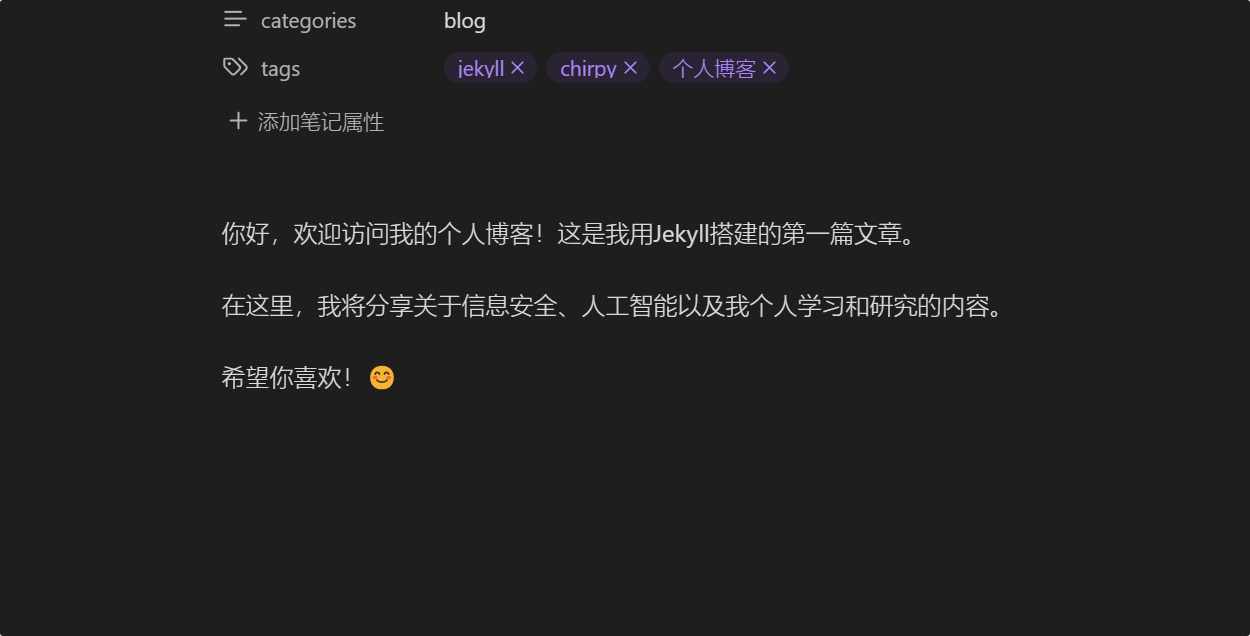 categories blog
tags jekyll chirpy 个人博客
添加笔记属性
你好，欢迎访问我的个人博客！这是我用Jekyll搭建的第一篇文章。
在这里，我将分享关于信息安全、人工智能以及我个人学习和研究的内容。
希望你喜欢！😊